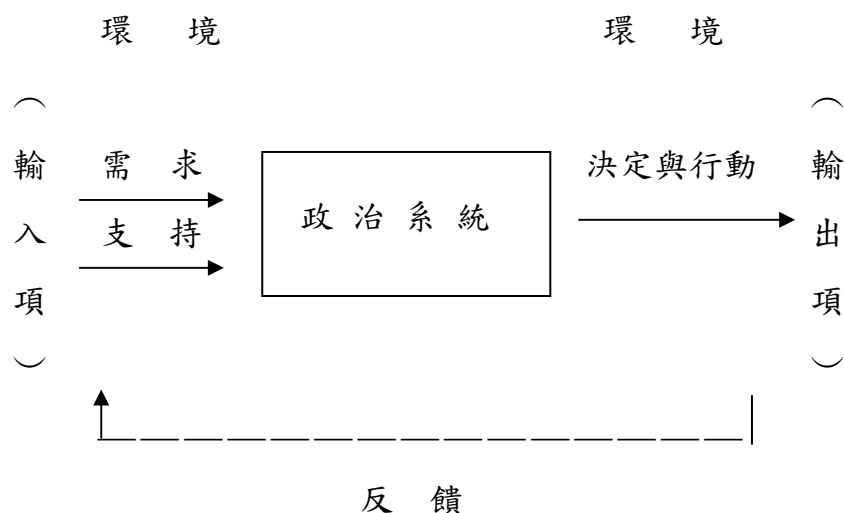 環 境
環 境
（輸入項）
需 求
支 持
政 治 系 統
決定與行動
（輸出項）
反 饋